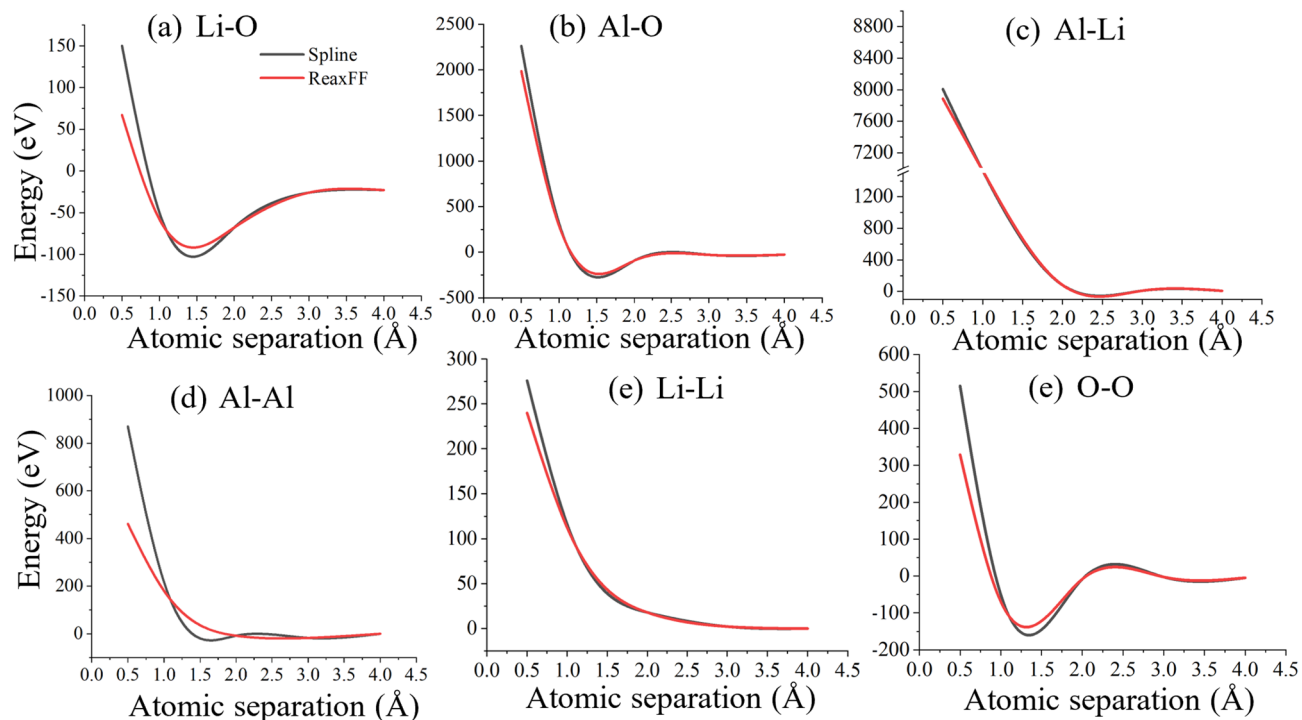 (a) Li-O
Spline
ReaxFF
150
100
50
0
-50
-100
-150
0.0 0.5 1.0 1.5 2.0 2.5 3.0 3.5 4.0 4.5
Energy (eV)
Atomic separation (Å)
(b) Al-O
2500
2000
1500
1000
500
0
-500
0.0 0.5 1.0 1.5 2.0 2.5 3.0 3.5 4.0 4.5
Atomic separation (Å)
(c) Al-Li
8800
8400
8000
7600
7200
1200
800
400
0
0.0 0.5 1.0 1.5 2.0 2.5 3.0 3.5 4.0 4.5
Atomic separation (Å)
(d) Al-Al
1000
800
600
400
200
0
0.0 0.5 1.0 1.5 2.0 2.5 3.0 3.5 4.0 4.5
Energy (eV)
Atomic separation (Å)
(e) Li-Li
300
250
200
150
100
50
0
0.0 0.5 1.0 1.5 2.0 2.5 3.0 3.5 4.0 4.5
Atomic separation (Å)
(e) O-O
600
500
400
300
200
100
0
-100
-200
0.0 0.5 1.0 1.5 2.0 2.5 3.0 3.5 4.0 4.5
Atomic separation (Å)